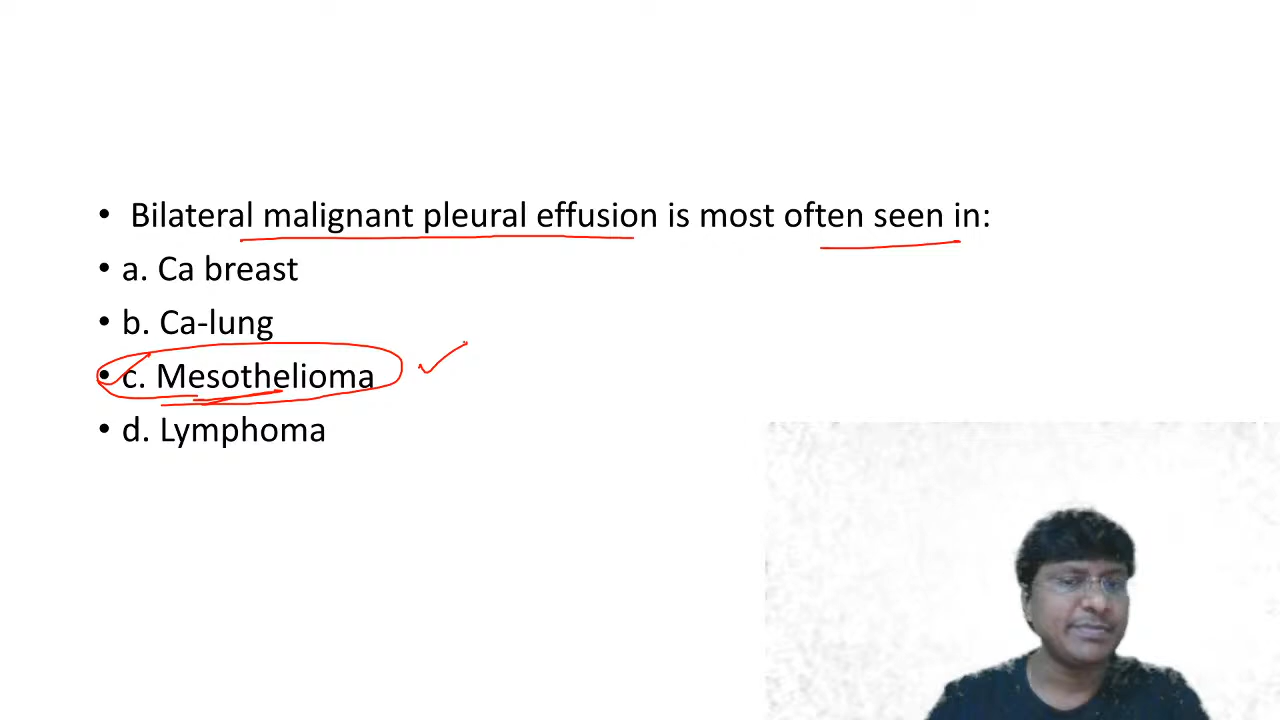 • Bilateral malignant pleural effusion is most often seen in:
• a. Ca breast
• b. Ca-lung
• c. Mesothelioma
• d. Lymphoma